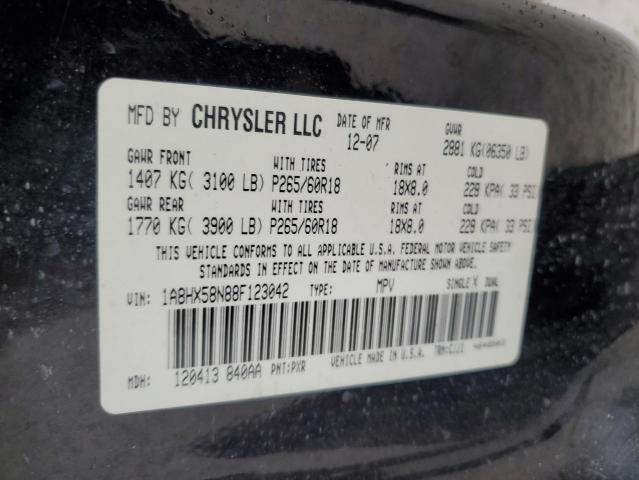 MFD BY CHRYSLER LLC DATE OF MFR GVWR
12-07 2881 KG(06350 LB)
GAWR FRONT WITH TIRES RIMS AT COLD
1407 KG( 3100 LB) P265/60R18 18X8.0 228 KPA( 33 PSI
GAWR REAR WITH TIRES RIMS AT COLD
1770 KG( 3900 LB) P265/60R18 18X8.0 228 KPA( 33 PSI
THIS VEHICLE CONFORMS TO ALL APPLICABLE U.S.A. FEDERAL MOTOR VEHICLE SAFETY
STANDARDS IN EFFECT ON THE DATE OF MANUFACTURE SHOWN ABOVE.
VIN: 1A8HX58N88F123042 TYPE: MPV SINGLE X DUAL
MDH: 120413 840AA PNT:PXR VEHICLE MADE IN U.S.A.